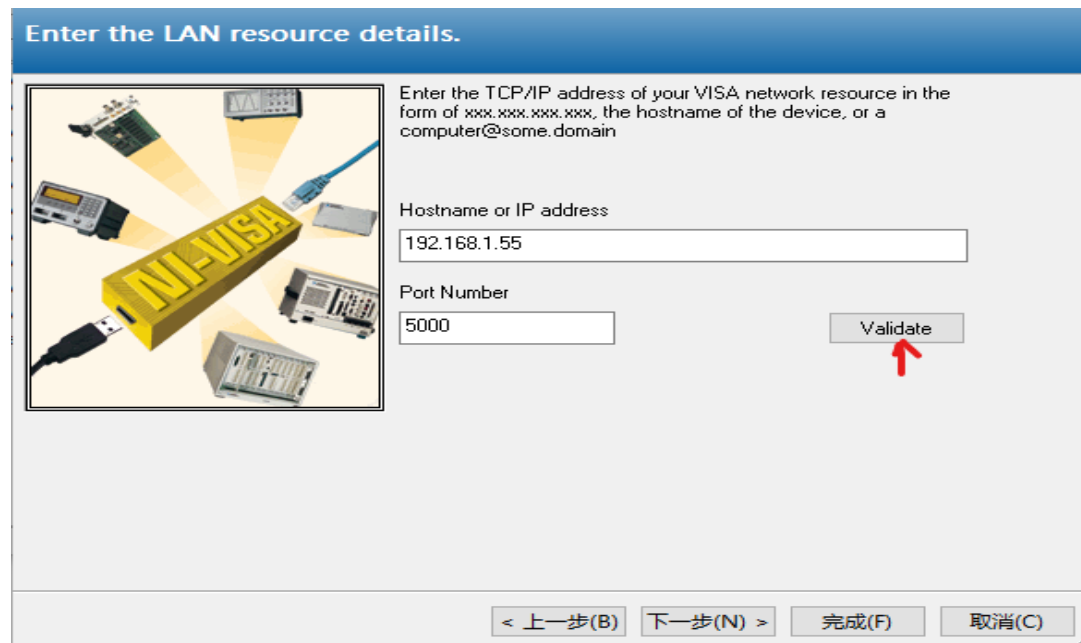 Enter the LAN resource details.
Enter the TCP/IP address of your VISA network resource in the
form of xxx.xxx.xxx.xxx, the hostname of the device, or a
computer@some.domain
NI-VISA
Hostname or IP address
192.168.1.55
Port Number
5000
Validate
< 上一步(B)
下一步(N) >
完成(F)
取消(C)